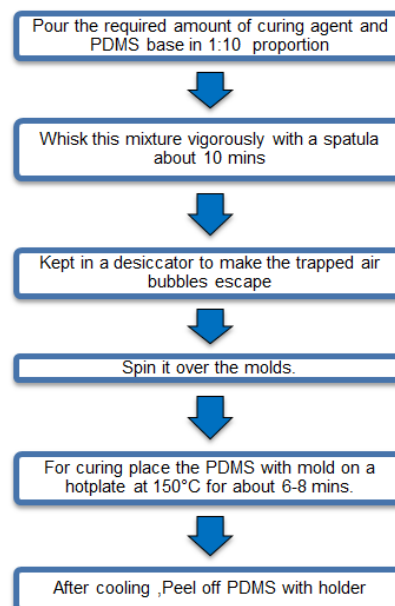 Pour the required amount of curing agent and
PDMS base in 1:10 proportion
Whisk this mixture vigorously with a spatula
about 10 mins
Kept in a desiccator to make the trapped air
bubbles escape
Spin it over the molds.
For curing place the PDMS with mold on a
hotplate at 150°C for about 6-8 mins.
After cooling ,Peel off PDMS with holder